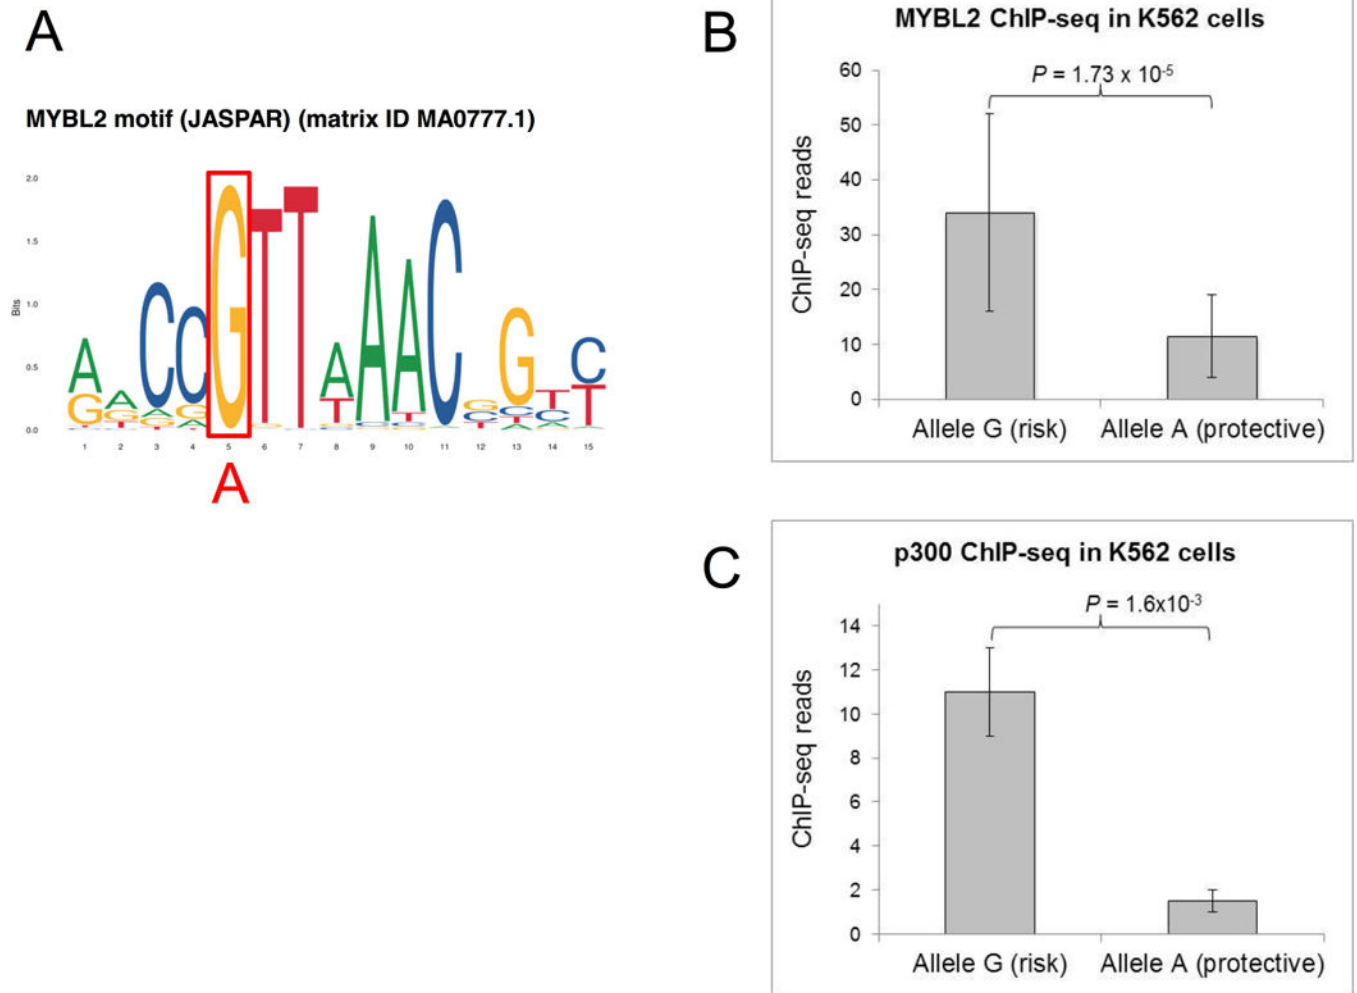 A
MYBL2 motif (JASPAR) (matrix ID MA0777.1)
2.0
1.5
1.0
0.5
0.0
Bits
1 2 3 4 5 6 7 8 9 10 11 12 13 14 15
A
B
MYBL2 ChIP-seq in K562 cells
P = 1.73 x 10-5
60
50
40
30
20
10
0
ChIP-seq reads
Allele G (risk) Allele A (protective)
C
p300 ChIP-seq in K562 cells
P = 1.6x10-3
14
12
10
8
6
4
2
0
ChIP-seq reads
Allele G (risk) Allele A (protective)